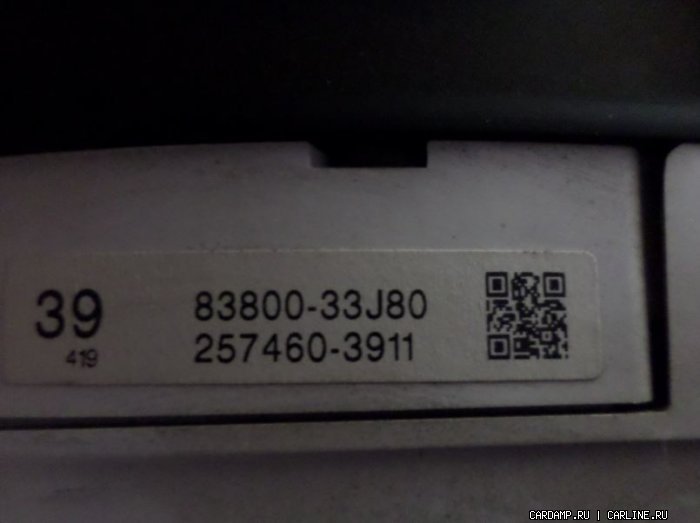 39
419
83800-33J80
257460-3911
CARDAMP.RU | CARLINE.RU